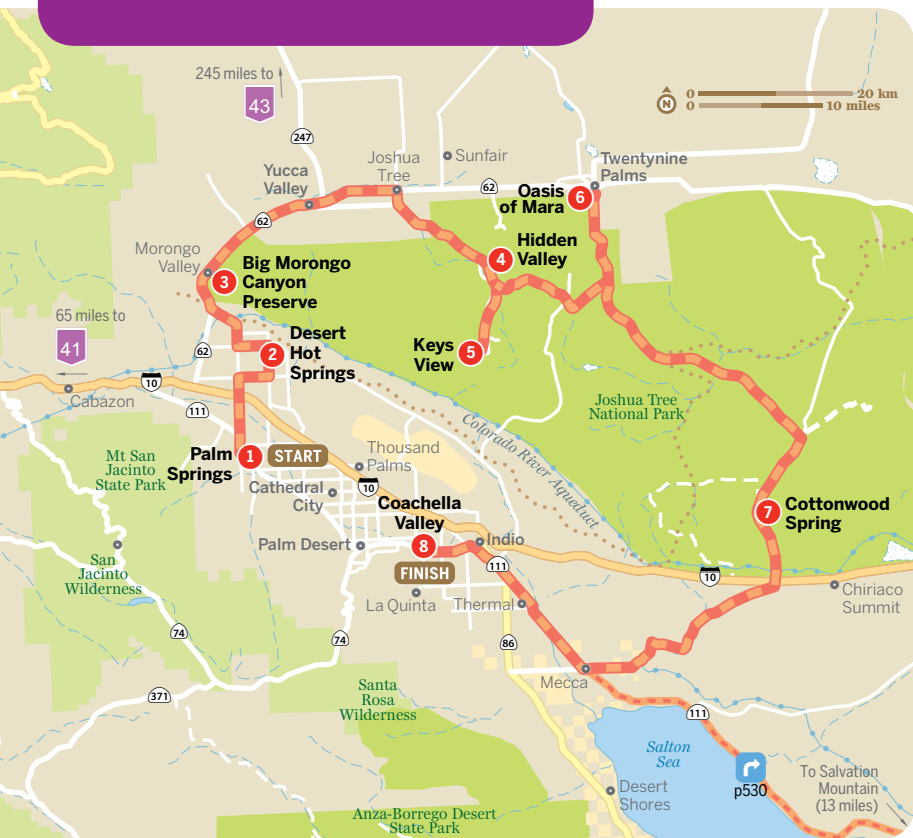 245 miles to
43
247
0
20 km
0
10 miles
N
Joshua
Tree
Sunfair
Yucca
Valley
62
Twentynine
Palms
Oasis
of Mara
6
62
Hidden
Valley
4
Morongo
Valley
3
Big Morongo
Canyon
Preserve
65 miles to
41
62
2
Desert
Hot
Springs
Keys
View
5
10
Cabazon
111
Joshua Tree
National Park
Colorado River Aqueduct
Mt San
Jacinto
State Park
Palm
Springs
1
START
Thousand
Palms
10
Cathedral
City
Coachella
Valley
8
FINISH
Cottonwood
Spring
7
Palm Desert
Indio
111
San
Jacinto
Wilderness
La Quinta
Thermal
10
Chiriaco
Summit
74
74
86
371
Mecca
Santa
Rosa
Wilderness
111
Salton
Sea
p530
To Salvation
Mountain
(13 miles)
Desert
Shores
Anza-Borrego Desert
State Park